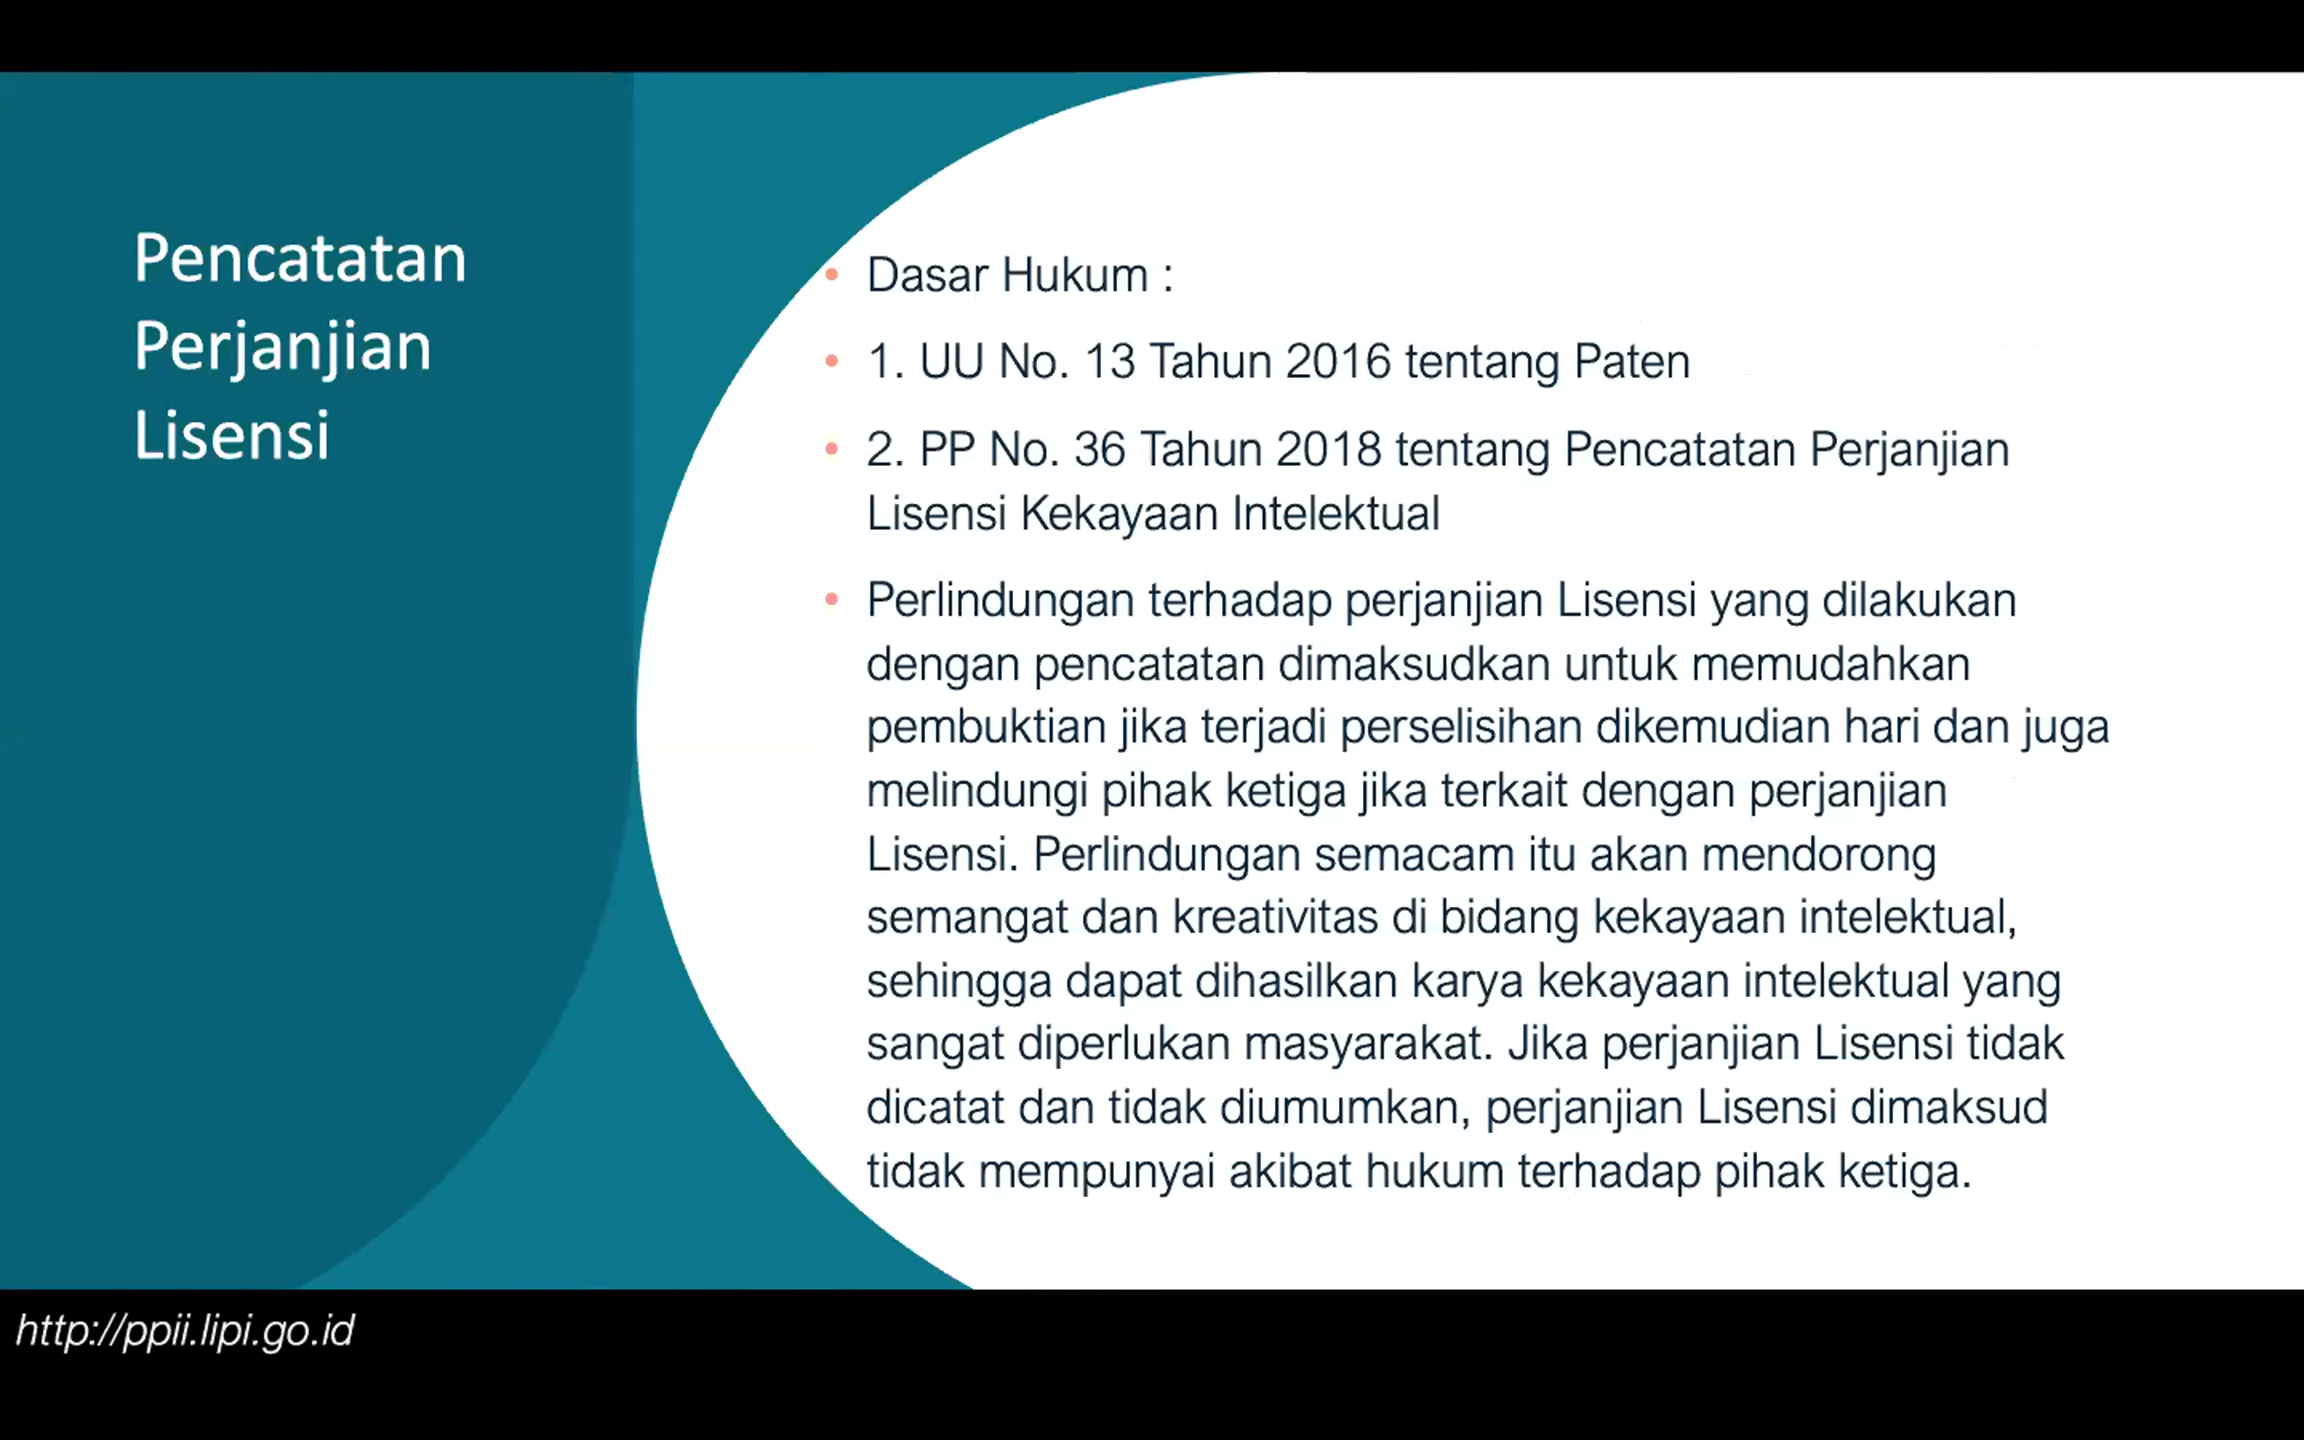 Pencatatan
Perjanjian
Lisensi
• Dasar Hukum :
• 1. UU No. 13 Tahun 2016 tentang Paten
• 2. PP No. 36 Tahun 2018 tentang Pencatatan Perjanjian
Lisensi Kekayaan Intelektual
• Perlindungan terhadap perjanjian Lisensi yang dilakukan
dengan pencatatan dimaksudkan untuk memudahkan
pembuktian jika terjadi perselisihan dikemudian hari dan juga
melindungi pihak ketiga jika terkait dengan perjanjian
Lisensi. Perlindungan semacam itu akan mendorong
semangat dan kreativitas di bidang kekayaan intelektual,
sehingga dapat dihasilkan karya kekayaan intelektual yang
sangat diperlukan masyarakat. Jika perjanjian Lisensi tidak
dicatat dan tidak diumumkan, perjanjian Lisensi dimaksud
tidak mempunyai akibat hukum terhadap pihak ketiga.
http://ppii.lipi.go.id